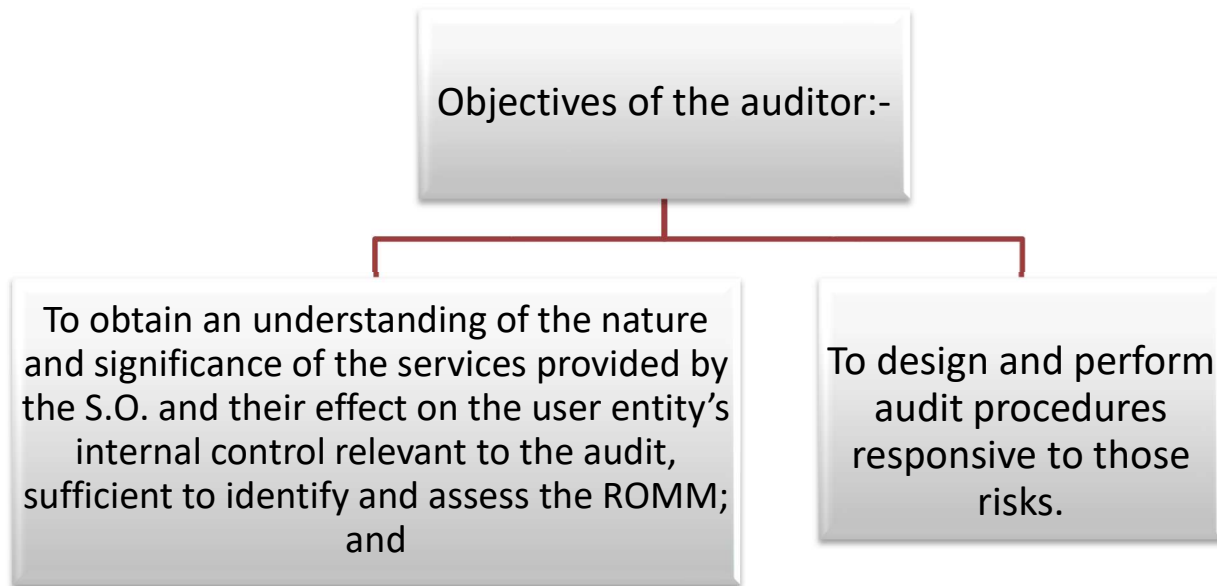 Objectives of the auditor:-
To obtain an understanding of the nature
and significance of the services provided by
the S.O. and their effect on the user entity’s
internal control relevant to the audit,
sufficient to identify and assess the ROMM;
and
To design and perform
audit procedures
responsive to those
risks.